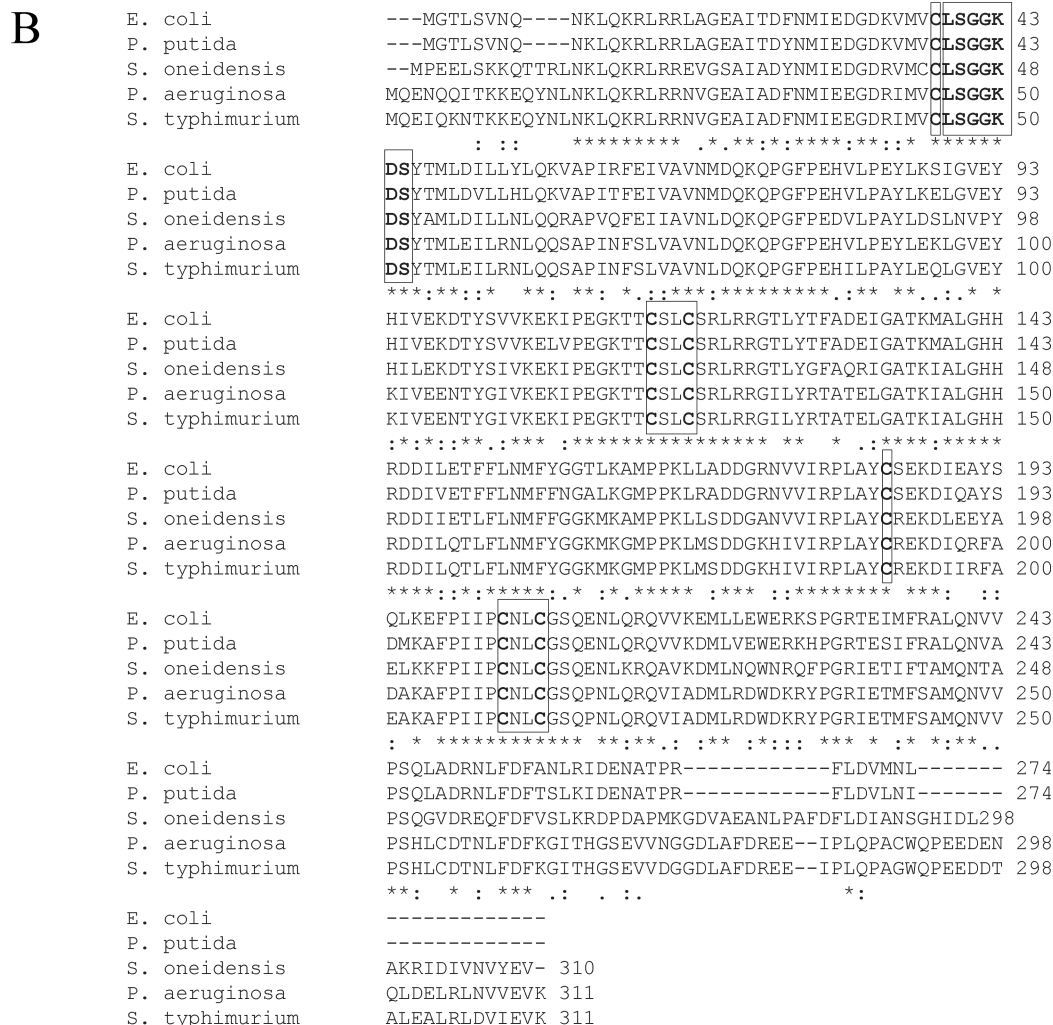 B
E. coli ---MGTLSVNQ----NKLQKRLRRLAGEAITDFNMIEDGDKVMVCLSGGK 43
P. putida ---MGTLSVNQ----NKLQKRLRRLAGEAITDYNMIEDGDKVMVCLSGGK 43
S. oneidensis --MPEELSKKQTTRLNKLQKRLRREVGSAIADYNMIEDGDRVMCCLSGGK 48
P. aeruginosa MQENQQITKKEQYNLNKLQKRLRRNVGEAIADFNMIEEGDRIMVCLSGGK 50
S. typhimurium MQEIQKNTKKEQYNLNKLQKRLRRNVGEAIADFNMIEEGDRIMVCLSGGK 50
: :: ********* .*.**:*:****:**::* ******
E. coli DSYTMLDILLYLQKVAPIRFEIVAVNMDQKQPGFPEHVLPEYLKSIGVEY 93
P. putida DSYTMLDVLLHLQKVAPITFEIVAVNMDQKQPGFPEHVLPAYLKELGVEY 93
S. oneidensis DSYAMLDILLNLQQRAPVQFEIIAVNLDQKQPGFPEDVLPAYLDSLNVPY 98
P. aeruginosa DSYTMLEILRNLQQSAPINFSLVAVNLDQKQPGFPEHVLPEYLEKLGVEY 100
S. typhimurium DSYTMLEILRNLQQSAPINFSLVAVNLDQKQPGFPEHILPAYLEQLGVEY 100
***:**::* **: **: *.::***:*********.:** **..:.* *
E. coli HIVEKDTYSVVKEKIPEGKTTCSLCSRLRRGTLYTFADEIGATKMALGHH 143
P. putida HIVEKDTYSVVKELVPEGKTTCSLCSRLRRGTLYTFADEIGATKMALGHH 143
S. oneidensis HILEKDTYSIVKEKIPEGKTTCSLCSRLRRGTLYGFAQRIGATKIALGHH 148
P. aeruginosa KIVEENTYGIVKEKIPEGKTTCSLCSRLRRGILYRTATELGATKIALGHH 150
S. typhimurium KIVEENTYGIVKEKIPEGKTTCSLCSRLRRGILYRTATELGATKIALGHH 150
:*:*::**.:*** :**************** ** * .:****:*****
E. coli RDDILETFFLNMFYGGTLKAMPPKLLADDGRNVVIRPLAYCSEKDIEAYS 193
P. putida RDDIVETFFLNMFFNGALKGMPPKLRADDGRNVVIRPLAYCSEKDIQAYS 193
S. oneidensis RDDIIETLFLNMFFGGKMKAMPPKLLSDDGANVVIRPLAYCREKDLEEYA 198
P. aeruginosa RDDILQTLFLNMFYGGKMKGMPPKLMSDDGKHIVIRPLAYCREKDIQRFA 200
S. typhimurium RDDILQTLFLNMFYGGKMKGMPPKLMSDDGKHIVIRPLAYCREKDIIRFA 200
****::*:*****:.* :*.***** :*** ::********* ***: ::
E. coli QLKEFPIIPCNLCGSQENLQRQVVKEMLLEWERKSPGRTEIMFRALQNVV 243
P. putida DMKAFPIIPCNLCGSQENLQRQVVKDMLVEWERKHPGRTESIFRALQNVA 243
S. oneidensis ELKKFPIIPCNLCGSQENLKRQAVKDMLNQWNRQFPGRIETIFTAMQNTA 248
P. aeruginosa DAKAFPIIPCNLCGSQPNLQRQVIADMLRDWDKRYPGRIETMFSAMQNVV 250
S. typhimurium EAKAFPIIPCNLCGSQPNLQRQVIADMLRDWDKRYPGRIETMFSAMQNVV 250
: * ************ **:**.: :** :*::: *** * :* *:**..
E. coli PSQLADRNLFDFANLRIDENATPR------------FLDVMNL------- 274
P. putida PSQLADRNLFDFTSLKIDENATPR------------FLDVLNI------- 274
S. oneidensis PSQGVDREQFDFVSLKRDPDAPMKGDVAEANLPAFDFLDIANSGHIDL298
P. aeruginosa PSHLCDTNLFDFKGITHGSEVVNGGDLAFDREE--IPLQPACWQPEEDEN 298
S. typhimurium PSHLCDTNLFDFKGITHGSEVVDGGDLAFDREE--IPLQPAGWQPEEDDT 298
**: * : *** .: . :. *:
E. coli -------------
P. putida -------------
S. oneidensis AKRIDIVNVYEV- 310
P. aeruginosa QLDELRLNVVEVK 311
S. typhimurium ALEALRLDVIEVK 311